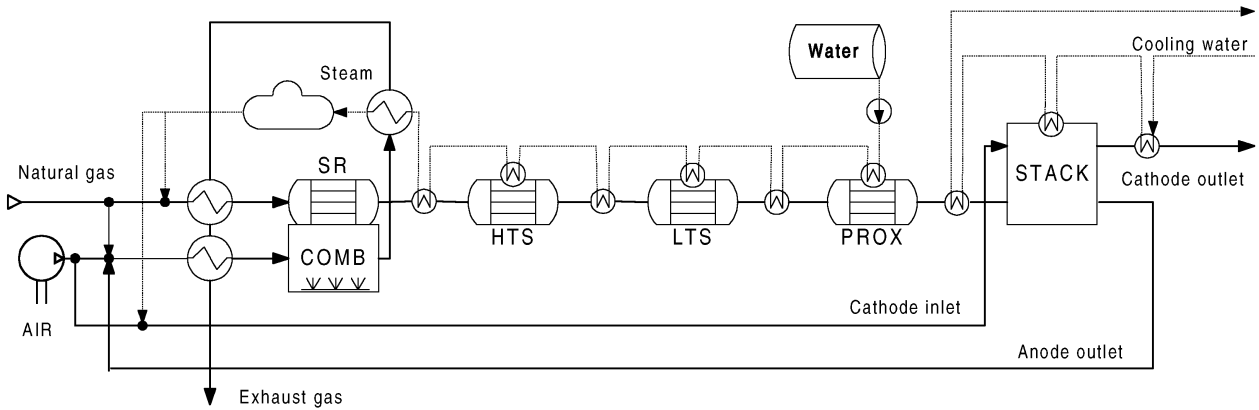 Water
Cooling water
Steam
SR
Natural gas
STACK
Cathode outlet
HTS
LTS
PROX
COMB
AIR
Cathode inlet
Anode outlet
Exhaust gas